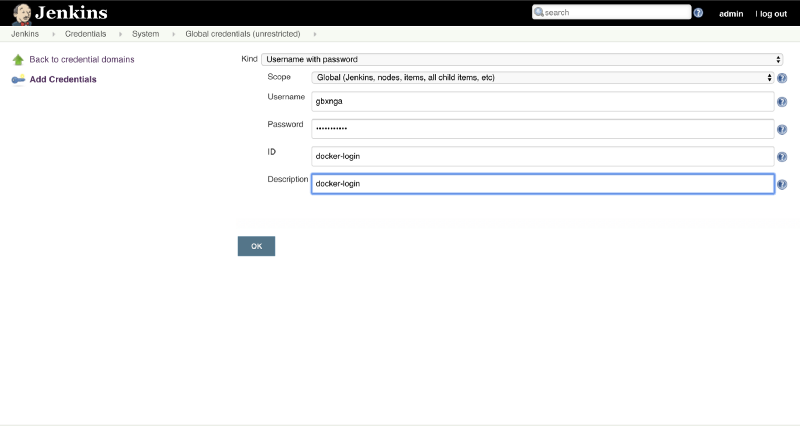 Jenkins
search
admin
| log out
Jenkins
Credentials
System
Global credentials (unrestricted)
Back to credential domains
Add Credentials
Kind
Username with password
Scope
Global (Jenkins, nodes, items, all child items, etc)
Username
gbxnga
Password
•••••••••••
ID
docker-login
Description
docker-login
OK